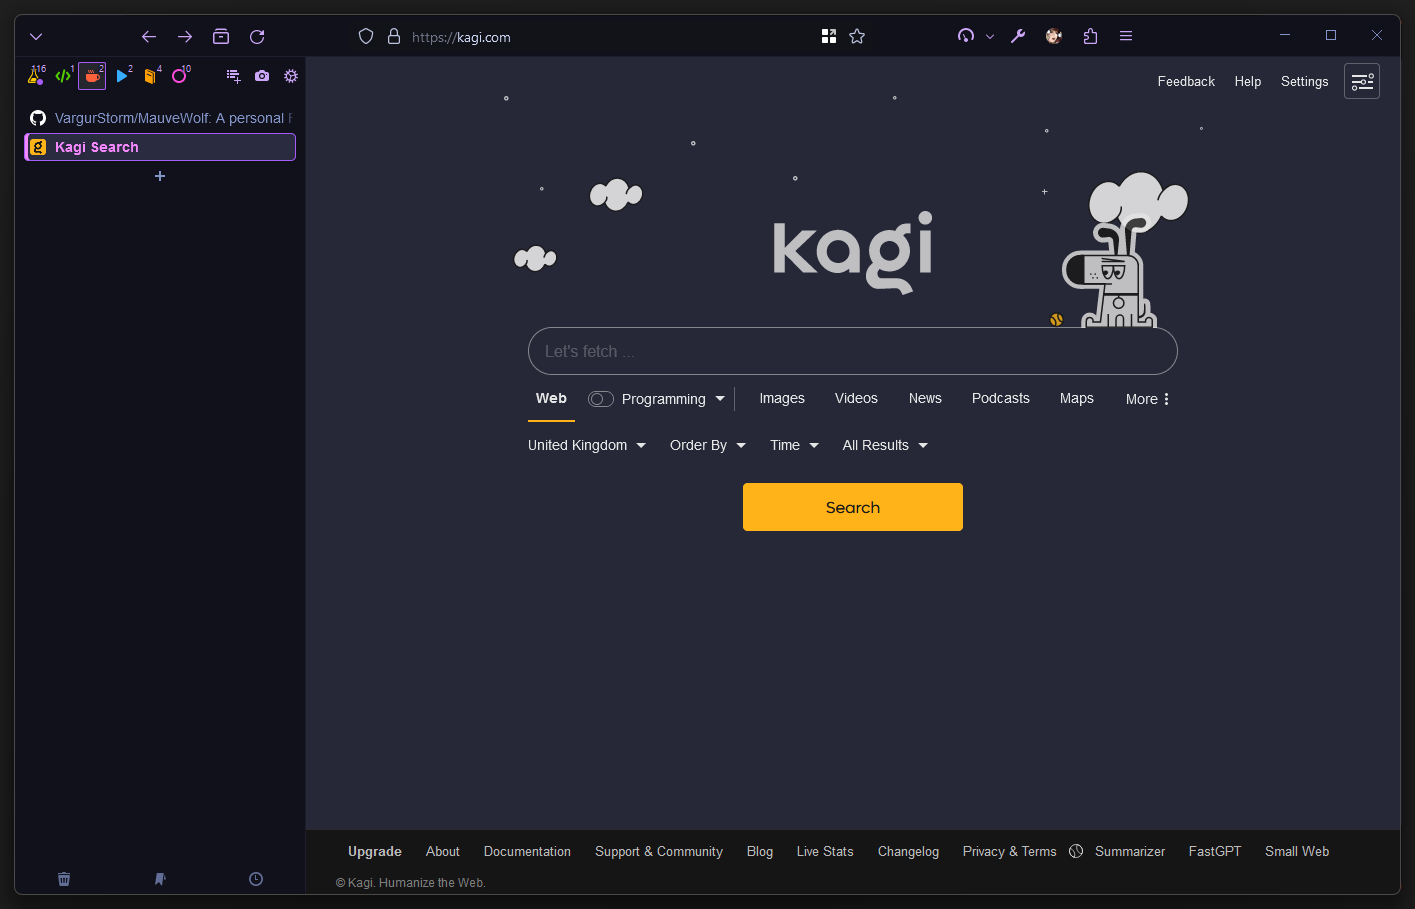 https://kagi.com
116 1 2 2 4 10
VargurStorm/MauveWolf: A personal
Kagi Search
Feedback Help Settings
kagi
Let's fetch ...
Web Programming Images Videos News Podcasts Maps More
United Kingdom Order By Time All Results
Search
Upgrade About Documentation Support & Community Blog Live Stats Changelog Privacy & Terms Summarizer FastGPT Small Web
© Kagi. Humanize the Web.